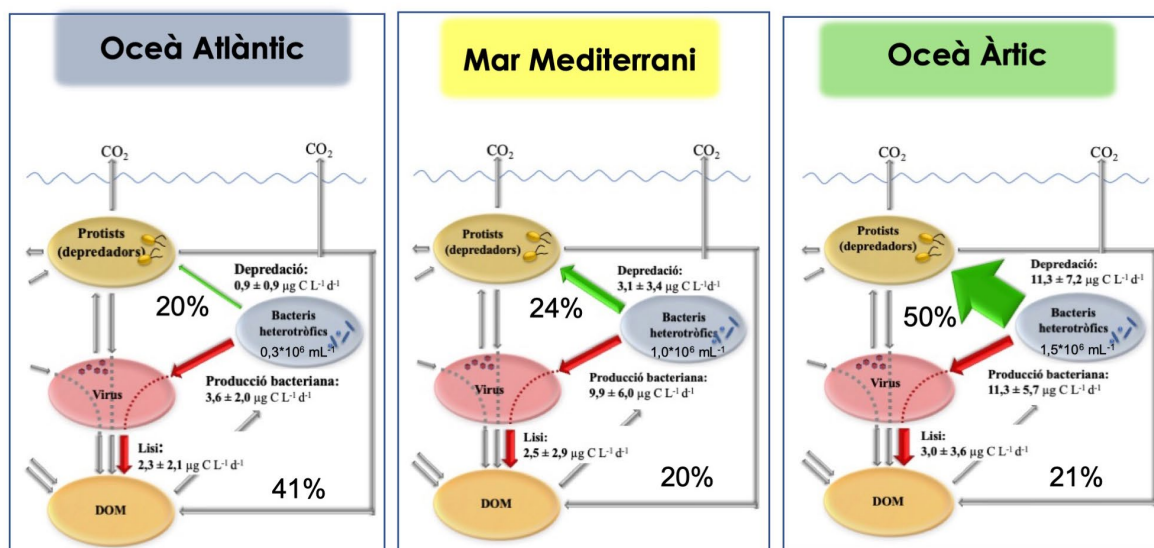 Oceà Atlàntic
CO₂
CO₂
Protists
(depredadors)
Depredació:
0,9 ± 0,9 µg C L⁻¹ d⁻¹
20%
Bacteris
heterotròfics
0,3*10⁶ mL⁻¹
Virus
Producció bacteriana:
3,6 ± 2,0 µg C L⁻¹ d⁻¹
Lisi:
2,3 ± 2,1 µg C L⁻¹ d⁻¹
41%
DOM
Mar Mediterrani
CO₂
CO₂
Protists
(depredadors)
Depredació:
3,1 ± 3,4 µg C L⁻¹ d⁻¹
24%
Bacteris
heterotròfics
1,0*10⁶ mL⁻¹
Virus
Producció bacteriana:
9,9 ± 6,0 µg C L⁻¹ d⁻¹
Lisi:
2,5 ± 2,9 µg C L⁻¹ d⁻¹
20%
DOM
Oceà Àrtic
CO₂
CO₂
Protists
(depredadors)
Depredació:
11,3 ± 7,2 µg C L⁻¹ d⁻¹
50%
Bacteris
heterotròfics
1,5*10⁶ mL⁻¹
Virus
Producció bacteriana:
11,3 ± 5,7 µg C L⁻¹ d⁻¹
Lisi:
3,0 ± 3,6 µg C L⁻¹ d⁻¹
21%
DOM